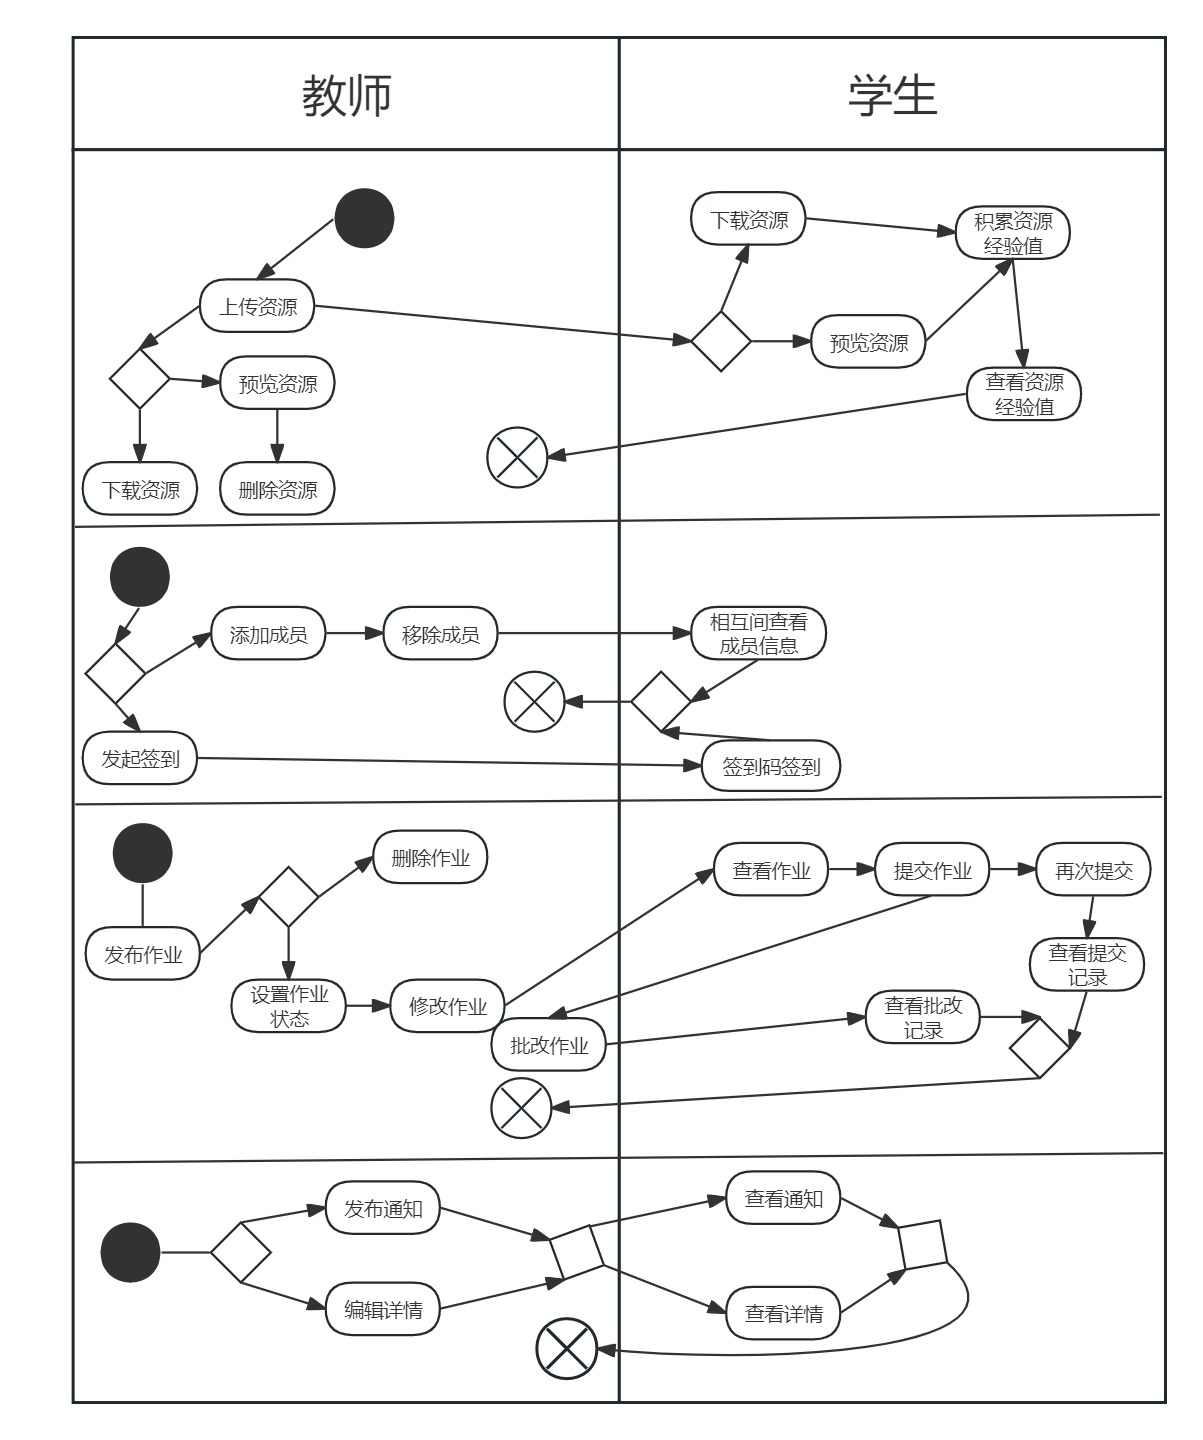 教师
学生
下载资源
积累资源
经验值
上传资源
预览资源
预览资源
查看资源
经验值
下载资源
删除资源
添加成员
移除成员
相互间查看
成员信息
发起签到
签到码签到
删除作业
查看作业
提交作业
再次提交
发布作业
查看提交
记录
设置作业
状态
修改作业
查看批改
记录
批改作业
发布通知
查看通知
编辑详情
查看详情